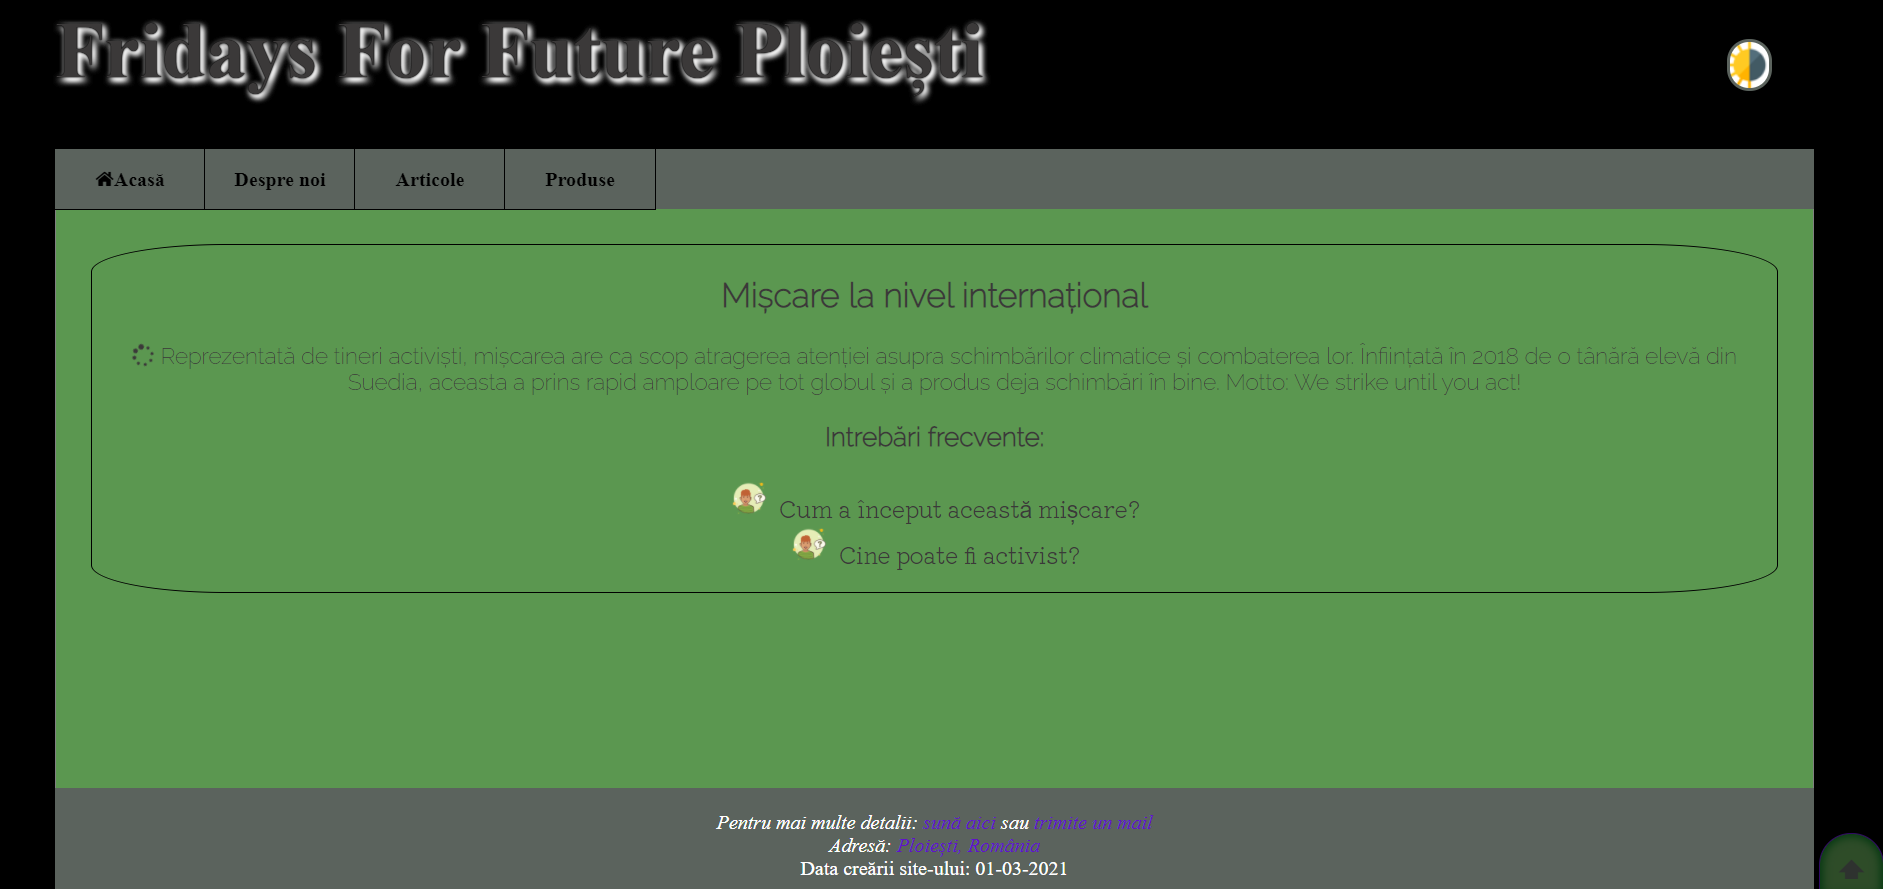 Fridays For Future Ploiești
Acasă
Despre noi
Articole
Produse
Mișcare la nivel internațional
Reprezentată de tineri activiști, mișcarea are ca scop atragerea atenției asupra schimbărilor climatice și combaterea lor. Înființată în 2018 de o tânără elevă din
Suedia, aceasta a prins rapid amploare pe tot globul și a produs deja schimbări în bine. Motto: We strike until you act!
Intrebări frecvente:
Cum a început această mișcare?
Cine poate fi activist?
Pentru mai multe detalii: sună aici sau trimite un mail
Adresă: Ploiești, România
Data creării site-ului: 01-03-2021